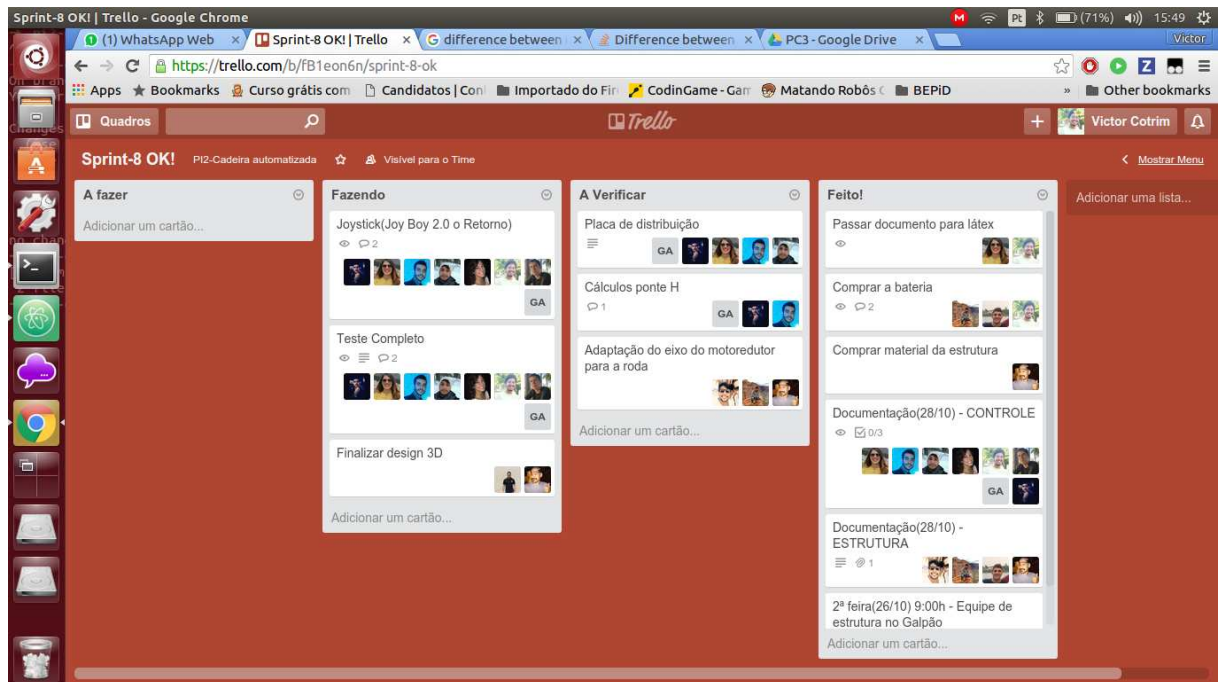 Sprint-8 OK! | Trello - Google Chrome
Pt (71%) 15:49
(1) WhatsApp Web × Sprint-8 OK! | Trello × difference between × Difference between × PC3 - Google Drive × Victor
https://trello.com/b/fB1eon6n/sprint-8-ok
Apps Bookmarks Curso grátis com Candidatos | Con Importado do Fir CodinGame - Gam Matando Robôs BEPiD » Other bookmarks
Quadros Trello + Victor Cotrim
Sprint-8 OK! PI2-Cadeira automatizada Visível para o Time Mostrar Menu
A fazer
Adicionar um cartão...
Fazendo
Joystick(Joy Boy 2.0 o Retorno)
2
GA
Teste Completo
2
GA
Finalizar design 3D
Adicionar um cartão...
A Verificar
Placa de distribuição
GA
Cálculos ponte H
1
GA
Adaptação do eixo do motoredutor
para a roda
Adicionar um cartão...
Feito!
Passar documento para látex
Comprar a bateria
2
Comprar material da estrutura
Documentação(28/10) - CONTROLE
0/3
GA
Documentação(28/10) -
ESTRUTURA
1
2ª feira(26/10) 9:00h - Equipe de
estrutura no Galpão
Adicionar um cartão...
Adicionar uma lista...